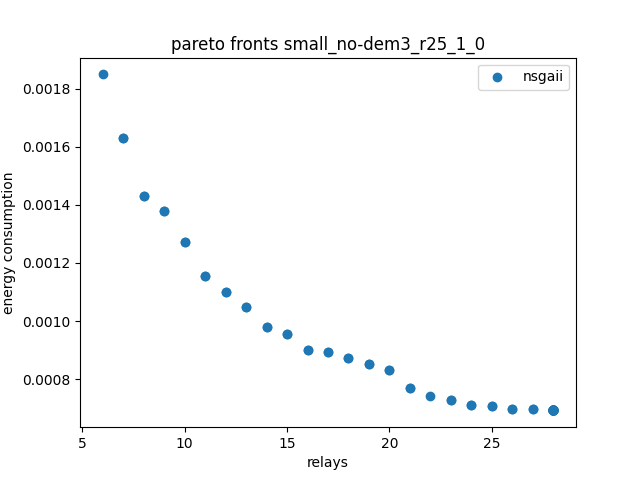 pareto fronts small_no-dem3_r25_1_0
nsgaii
0.0018
0.0016
0.0014
0.0012
0.0010
0.0008
energy consumption
5 10 15 20 25
relays